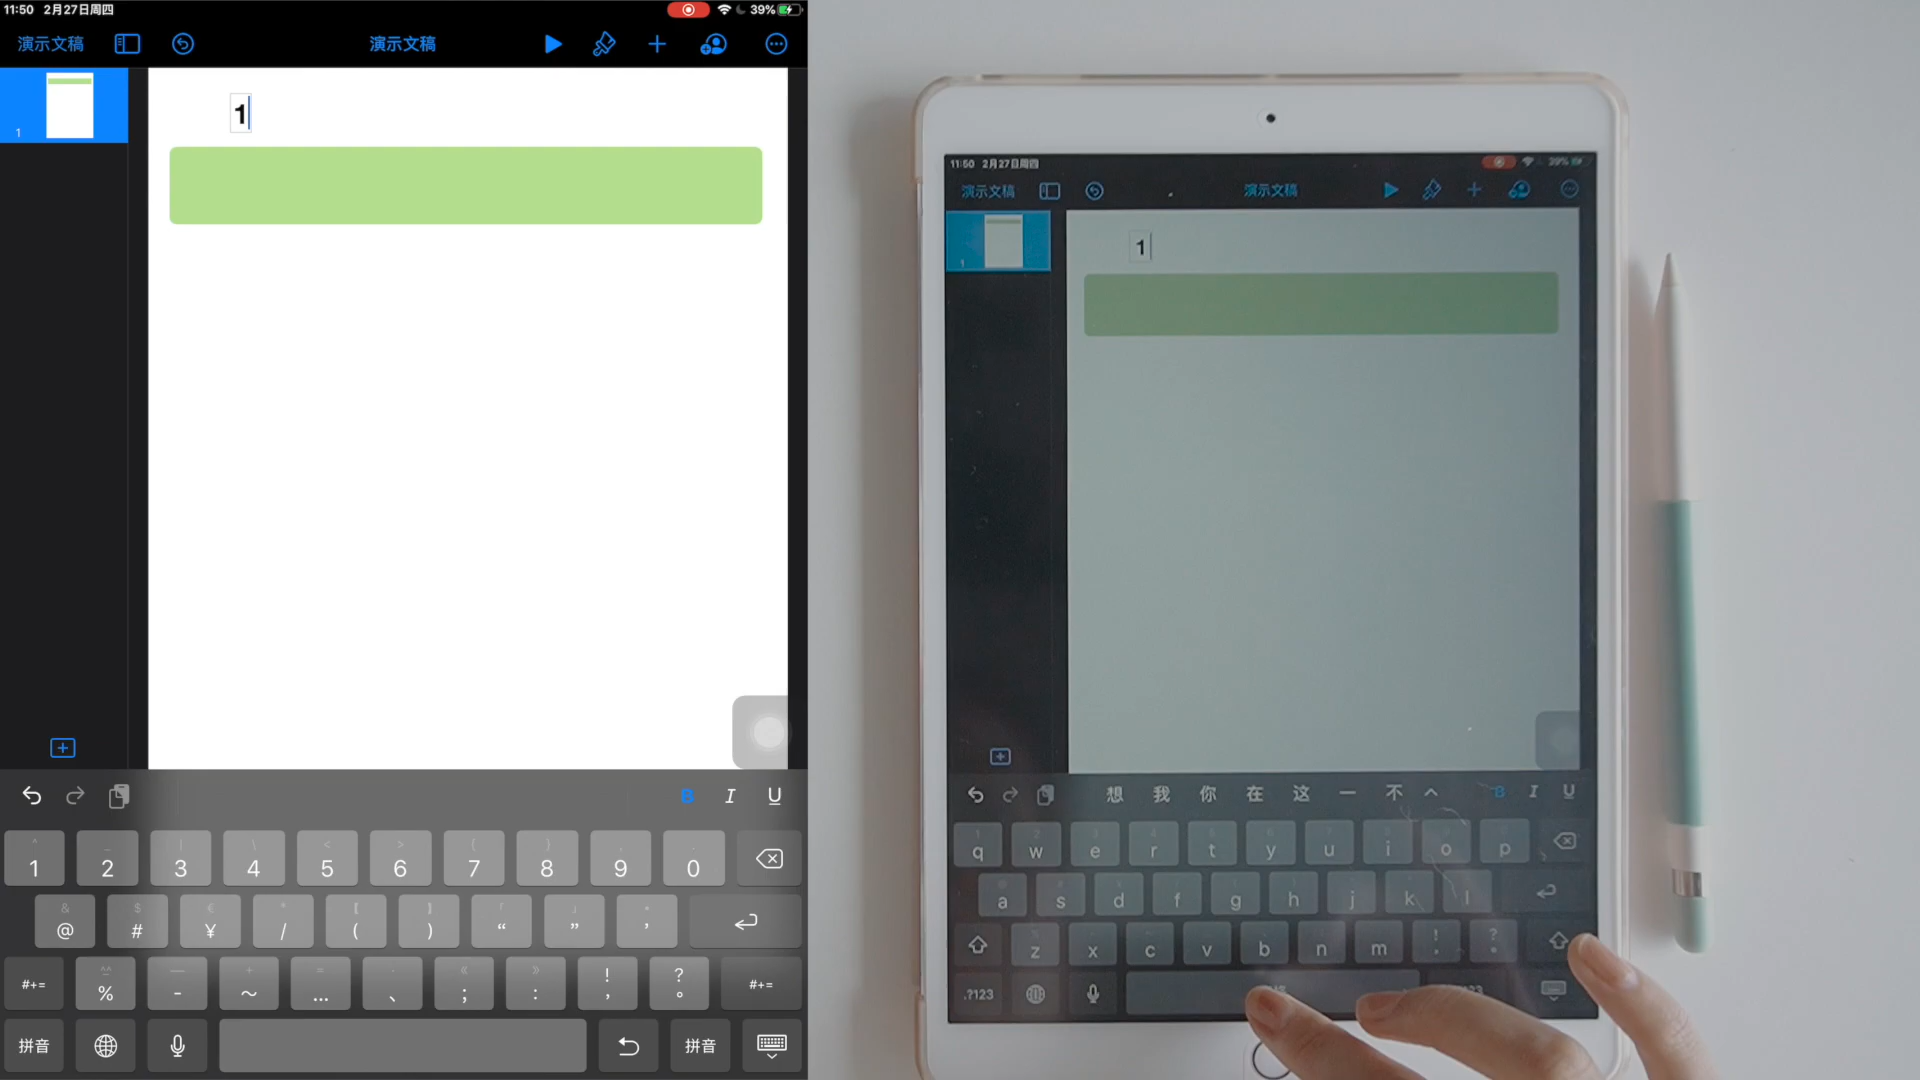 11:50 2月27日周四 39%
演示文稿 演示文稿
1
1
B I U
1 2 3 4 5 6 7 8 9 0
@ # ¥ / ( ) “ ” ’
#+= % - ~ ... 、 ; : ! , ? 。 #+=
拼音 拼音
11:50 2月27日周四 39%
演示文稿 演示文稿
1
1
想 我 你 在 这 一 不 B I U
q w e r t y u i o p
a s d f g h j k l
z x c v b n m ! ?
.?123